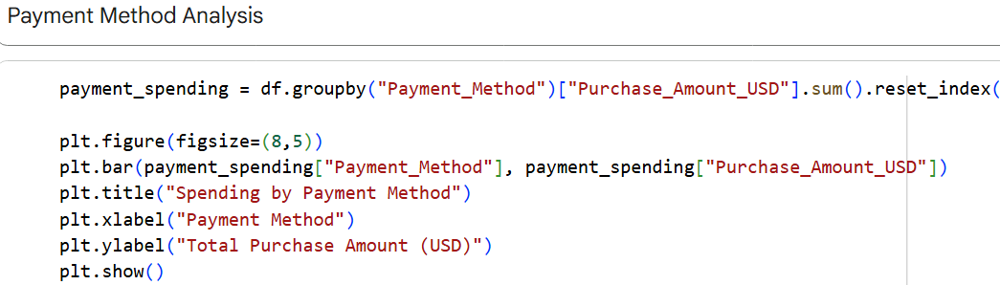 Payment Method Analysis
payment_spending = df.groupby("Payment_Method")["Purchase_Amount_USD"].sum().reset_index(
plt.figure(figsize=(8,5))
plt.bar(payment_spending["Payment_Method"], payment_spending["Purchase_Amount_USD"])
plt.title("Spending by Payment Method")
plt.xlabel("Payment Method")
plt.ylabel("Total Purchase Amount (USD)")
plt.show()